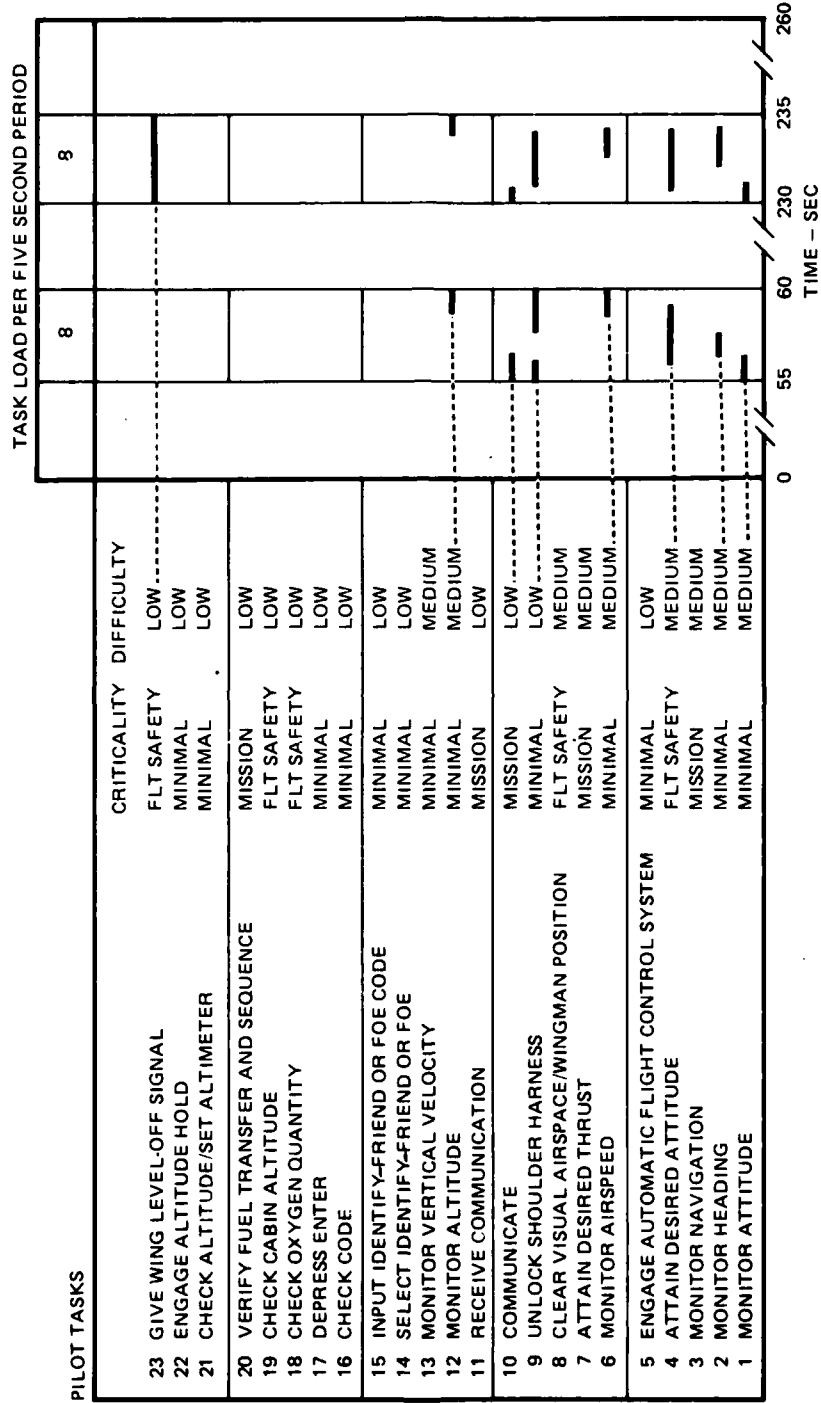 TASK LOAD PER FIVE SECOND PERIOD
8 8
PILOT TASKS
CRITICALITY DIFFICULTY
23 GIVE WING LEVEL-OFF SIGNAL FLT SAFETY LOW
22 ENGAGE ALTITUDE HOLD MINIMAL LOW
21 CHECK ALTITUDE/SET ALTIMETER MINIMAL LOW
20 VERIFY FUEL TRANSFER AND SEQUENCE MISSION LOW
19 CHECK CABIN ALTITUDE FLT SAFETY LOW
18 CHECK OXYGEN QUANTITY FLT SAFETY LOW
17 DEPRESS ENTER MINIMAL LOW
16 CHECK CODE MINIMAL LOW
15 INPUT IDENTIFY-FRIEND OR FOE CODE MINIMAL LOW
14 SELECT IDENTIFY-FRIEND OR FOE MINIMAL LOW
13 MONITOR VERTICAL VELOCITY MINIMAL MEDIUM
12 MONITOR ALTITUDE MINIMAL MEDIUM
11 RECEIVE COMMUNICATION MISSION LOW
10 COMMUNICATE MISSION LOW
9 UNLOCK SHOULDER HARNESS MINIMAL LOW
8 CLEAR VISUAL AIRSPACE/WINGMAN POSITION FLT SAFETY MEDIUM
7 ATTAIN DESIRED THRUST MISSION MEDIUM
6 MONITOR AIRSPEED MINIMAL MEDIUM
5 ENGAGE AUTOMATIC FLIGHT CONTROL SYSTEM MINIMAL LOW
4 ATTAIN DESIRED ATTITUDE FLT SAFETY MEDIUM
3 MONITOR NAVIGATION MISSION MEDIUM
2 MONITOR HEADING MINIMAL MEDIUM
1 MONITOR ATTITUDE MINIMAL MEDIUM
0 55 60 230 235 260
TIME – SEC